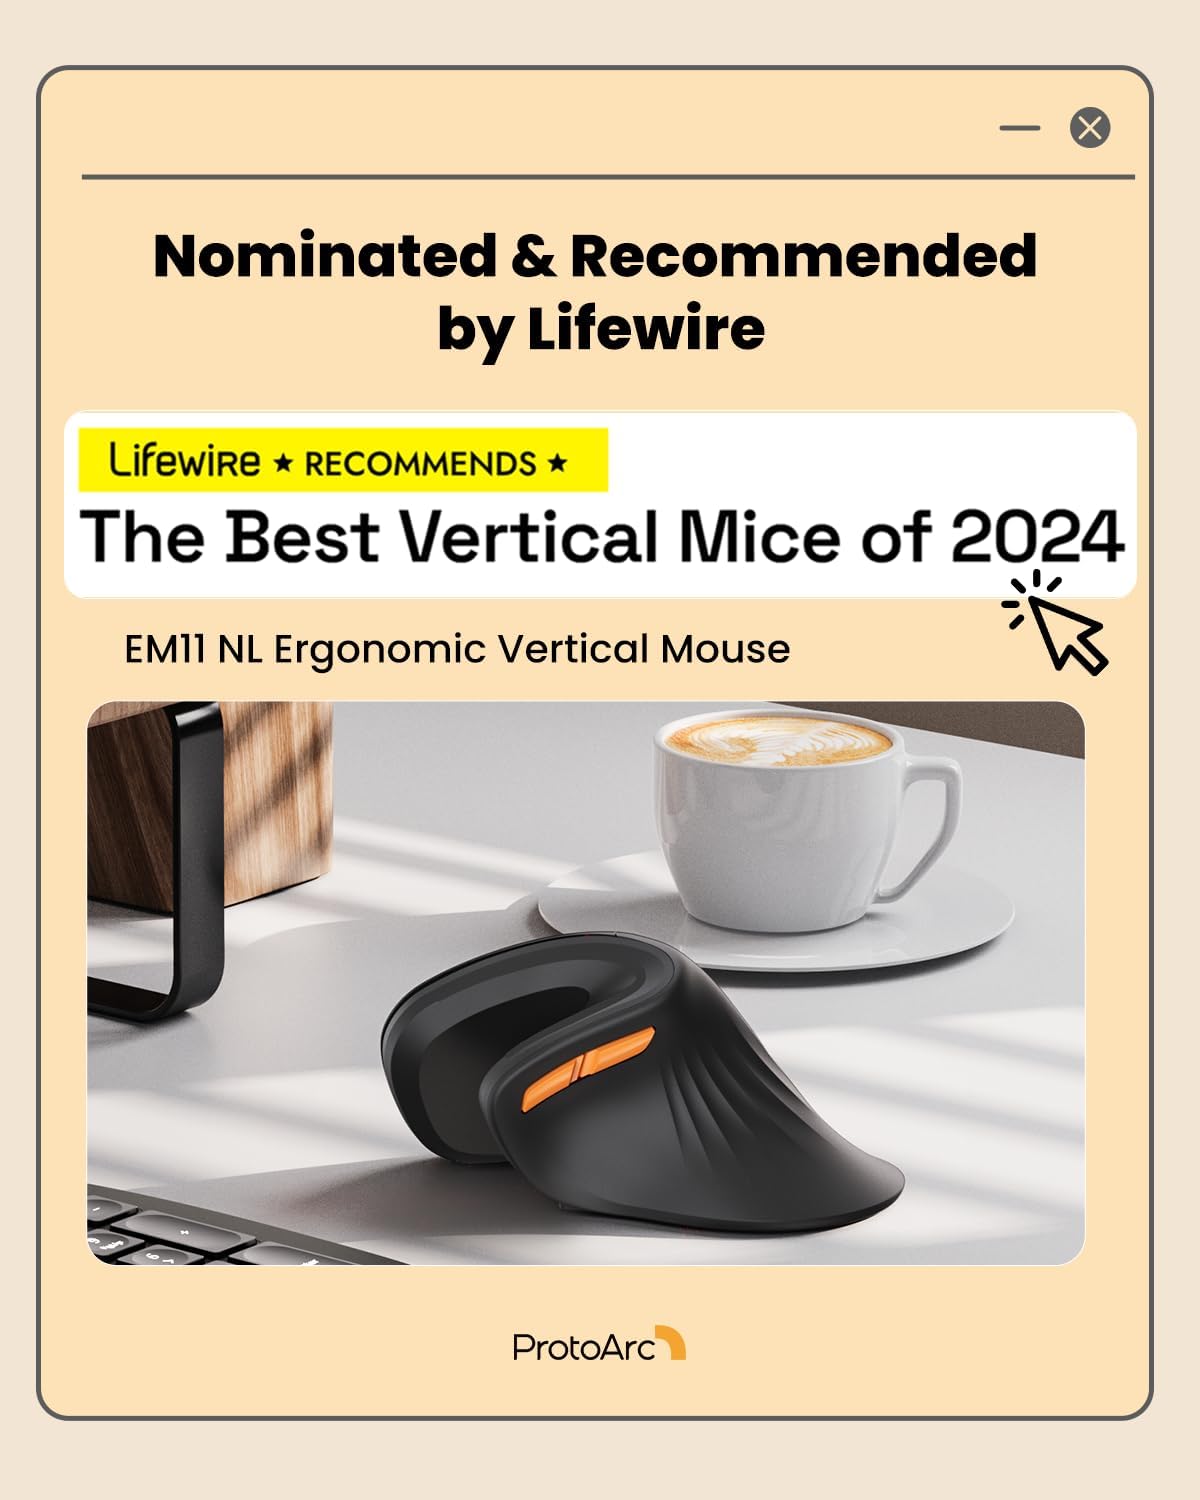 Nominated & Recommended
by Lifewire
Lifewire ★ RECOMMENDS ★
The Best Vertical Mice of 2024
EM11 NL Ergonomic Vertical Mouse
ProtoArc